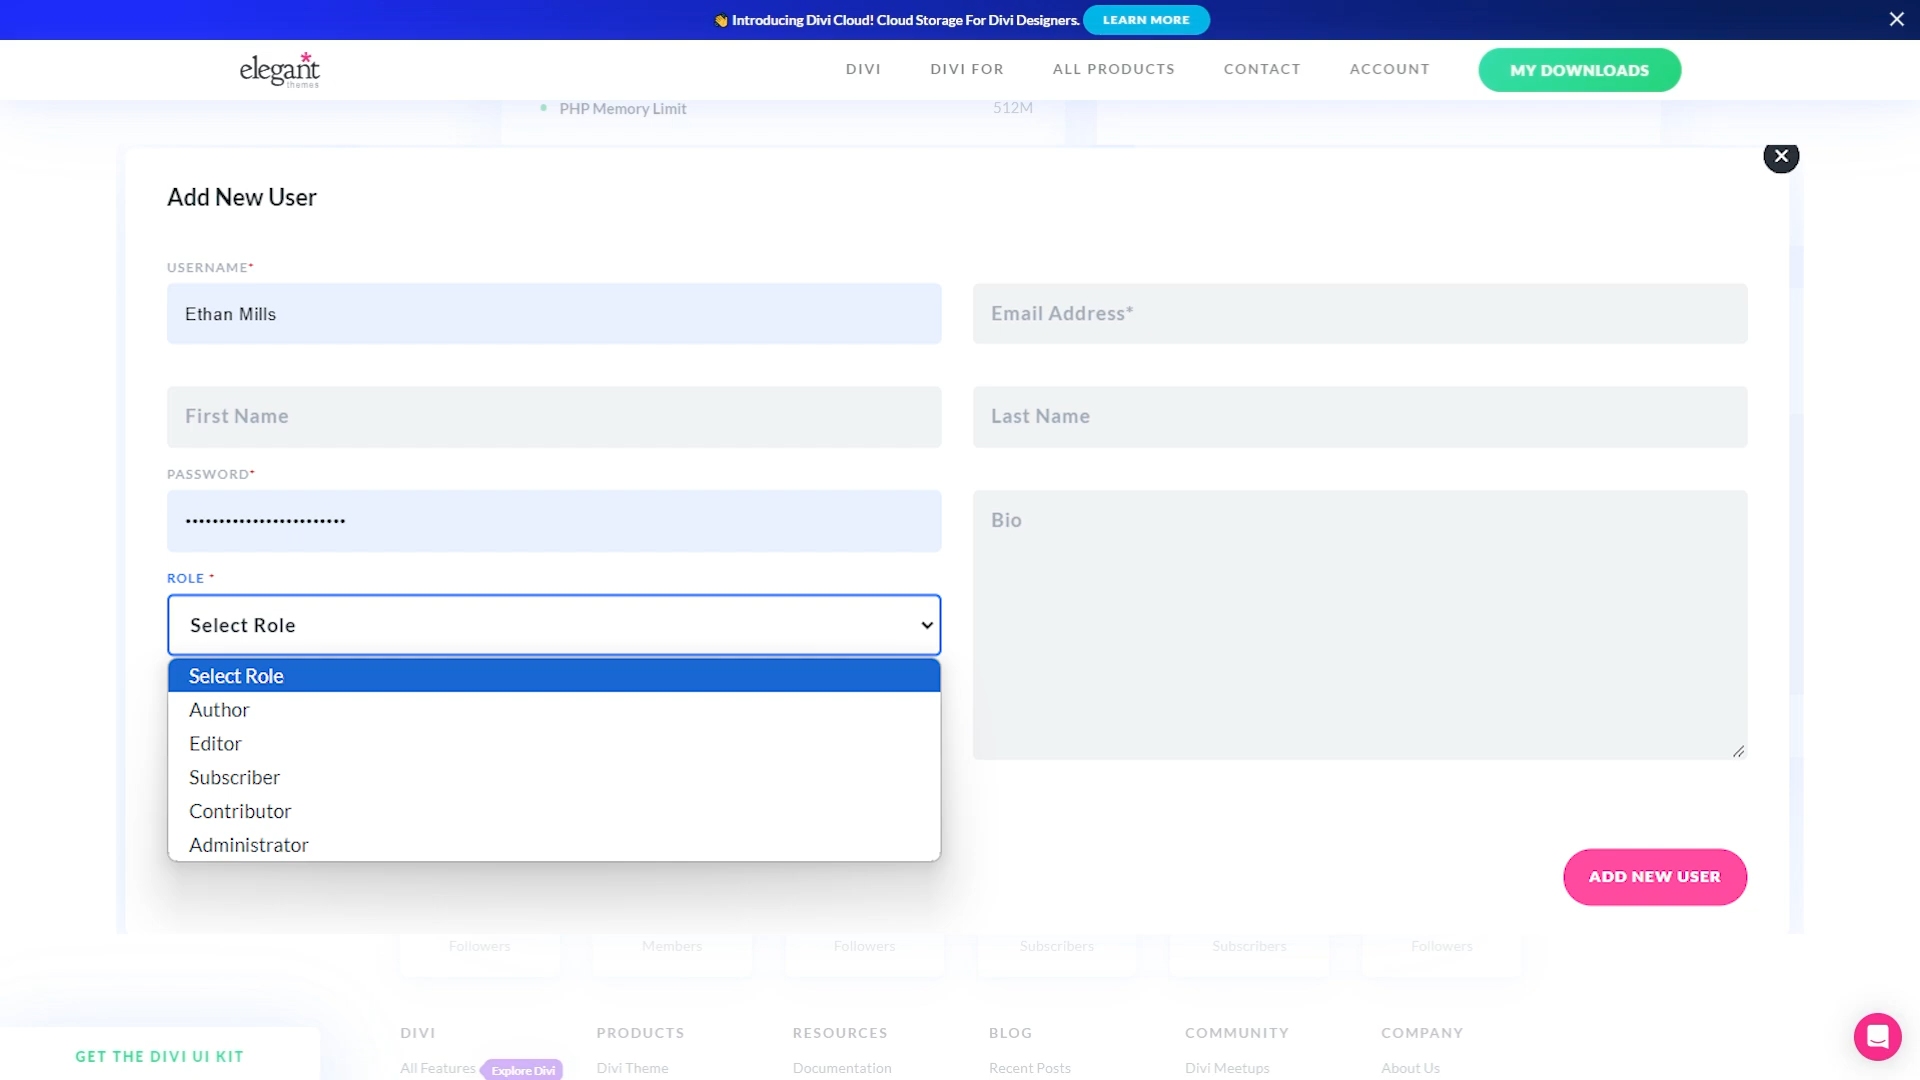 👋 Introducing Divi Cloud! Cloud Storage For Divi Designers. LEARN MORE
elegant themes
DIVI DIVI FOR ALL PRODUCTS CONTACT ACCOUNT MY DOWNLOADS
PHP Memory Limit 512M
Add New User
USERNAME*
Ethan Mills
Email Address*
First Name
Last Name
PASSWORD*
••••••••••••••••••••••••
Bio
ROLE *
Select Role
Select Role
Author
Editor
Subscriber
Contributor
Administrator
ADD NEW USER
Followers Members Followers Subscribers Subscribers Followers
DIVI PRODUCTS RESOURCES BLOG COMMUNITY COMPANY
GET THE DIVI UI KIT
All Features Explore Divi Divi Theme Documentation Recent Posts Divi Meetups About Us